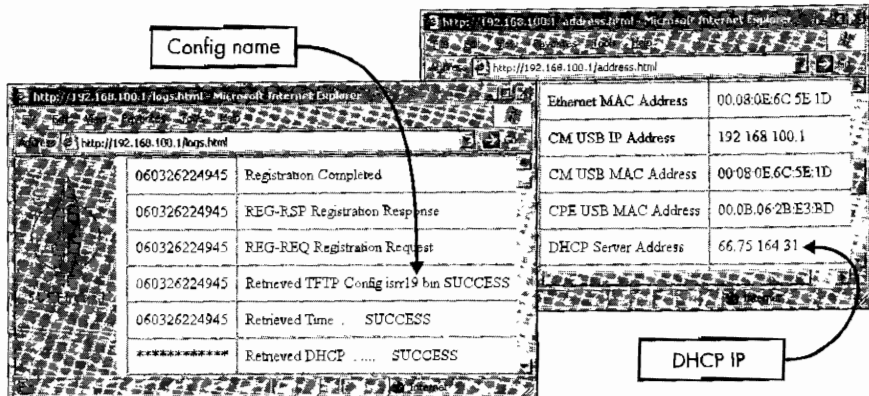 Config name
http://192.168.100.1/address.html - Microsoft Internet Explorer
http://192.168.100.1/address.html
Ethernet MAC Address 00.08:0E:6C 5E 1D
CM USB IP Address 192 168 100.1
CM USB MAC Address 00:08:0E:6C:5E:1D
CPE USB MAC Address 00.0B.06:2B:E3:BD
DHCP Server Address 66.75 164 31
DHCP IP
http://192.168.100.1/logs.html - Microsoft Internet Explorer
http://192.168.100.1/logs.html
060326224945 Registration Completed
060326224945 REG-RSP Registration Response
060326224945 REG-REQ Registration Request
060326224945 Retrieved TFTP Config isrr19 bin SUCCESS
060326224945 Retrieved Time . SUCCESS
************ Retrieved DHCP ..... SUCCESS
Internet